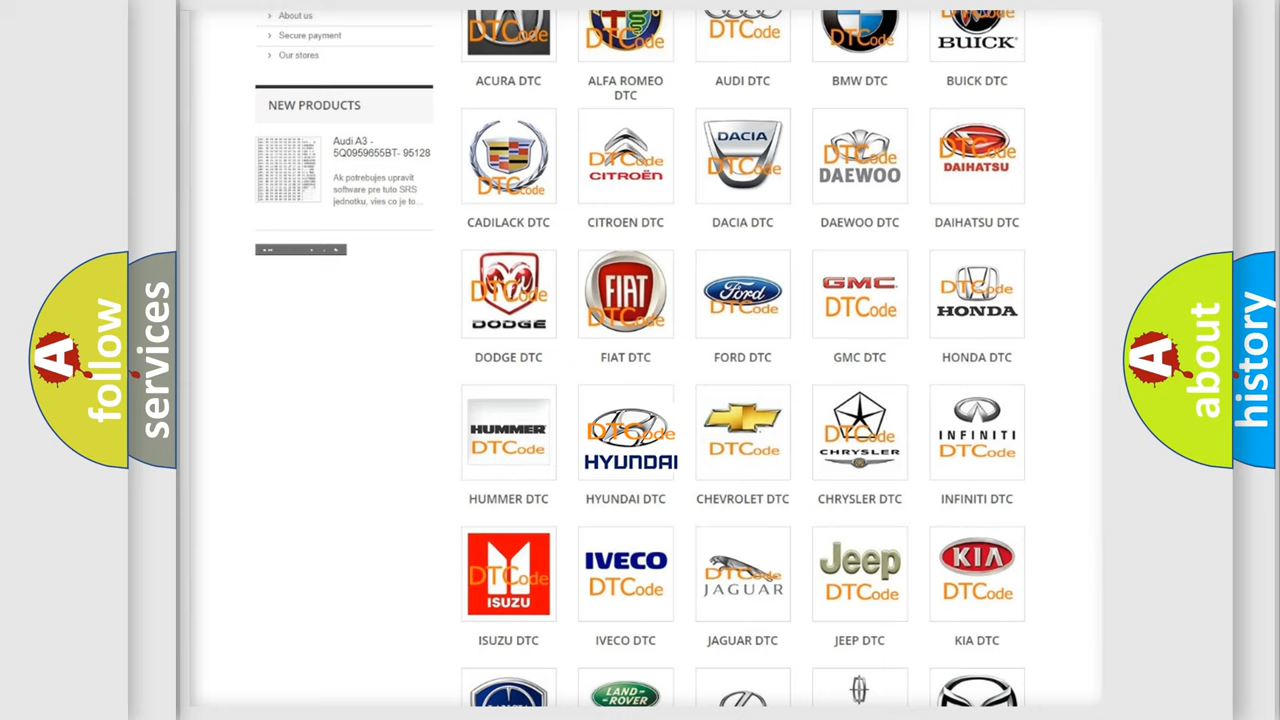 About us
Secure payment
Our stores
NEW PRODUCTS
Audi A3 -
5Q0959655BT- 95128
Ak potrebujes upravit
software pre tuto SRS
jednotku, vies co je to...
DTCode
DTCode
DTCode
DTCode
BUICK
ACURA DTC
ALFA ROMEO
DTC
AUDI DTC
BMW DTC
BUICK DTC
DTCode
DTCode
CITROËN
DACIA
DTCode
DTCode
DAEWOO
DTCode
DAIHATSU
CADILACK DTC
CITROEN DTC
DACIA DTC
DAEWOO DTC
DAIHATSU DTC
DTCode
DODGE
FIAT
DTCode
Ford
DTCode
GMC
DTCode
DTCode
HONDA
DODGE DTC
FIAT DTC
FORD DTC
GMC DTC
HONDA DTC
HUMMER
DTCode
DTCode
HYUNDAI
DTCode
DTCode
CHRYSLER
INFINITI
DTCode
HUMMER DTC
HYUNDAI DTC
CHEVROLET DTC
CHRYSLER DTC
INFINITI DTC
DTCode
ISUZU
IVECO
DTCode
DTCode
JAGUAR
Jeep
DTCode
KIA
DTCode
ISUZU DTC
IVECO DTC
JAGUAR DTC
JEEP DTC
KIA DTC
LAND-
ROVER
A
follow
services
A
about
history